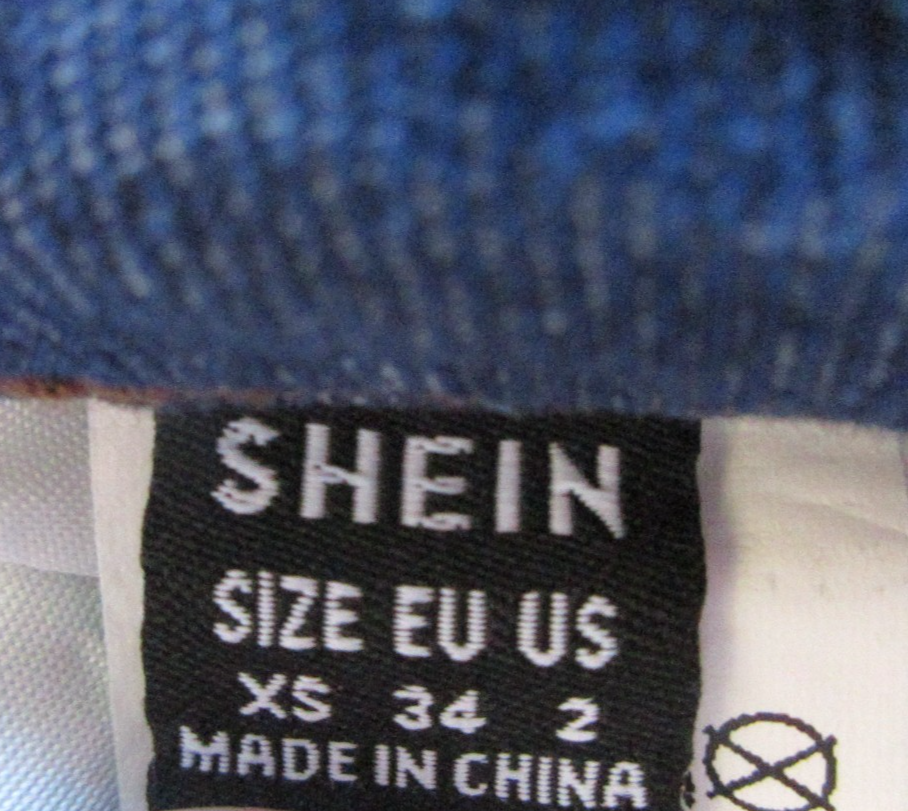 SHEIN
SIZE EU US
XS 34 2
MADE IN CHINA